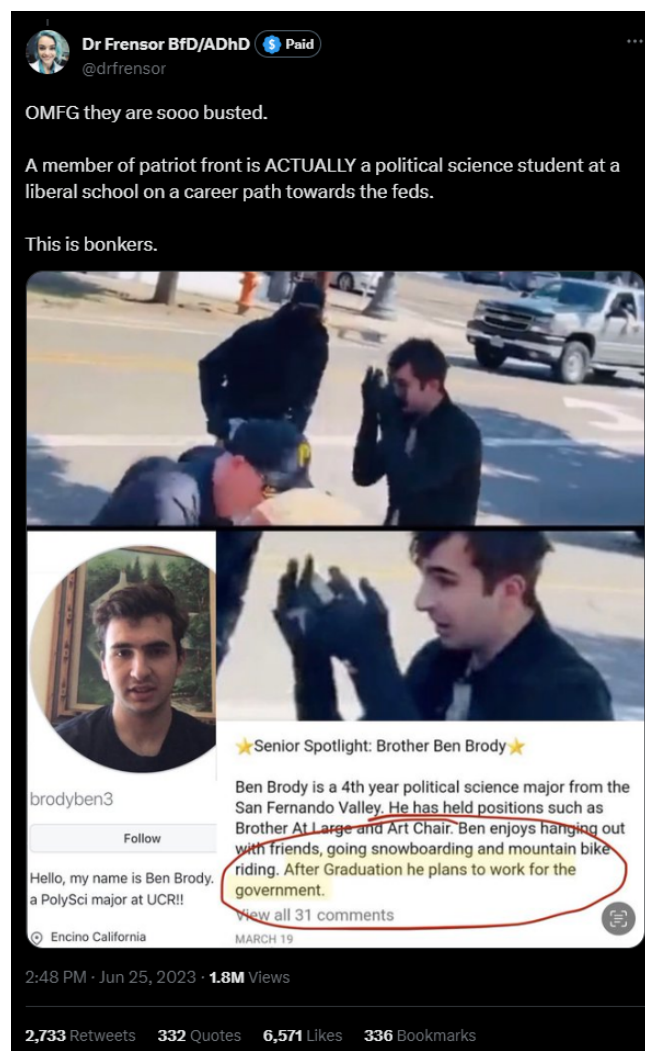 Dr Frensor BfD/ADhD $ Paid
@drfrensor
OMFG they are sooo busted.
A member of patriot front is ACTUALLY a political science student at a
liberal school on a career path towards the feds.
This is bonkers.
⭐Senior Spotlight: Brother Ben Brody⭐
Ben Brody is a 4th year political science major from the
San Fernando Valley. He has held positions such as
Brother At Large and Art Chair. Ben enjoys hanging out
with friends, going snowboarding and mountain bike
riding. After Graduation he plans to work for the
government.
View all 31 comments
MARCH 19
brodyben3
Follow
Hello, my name is Ben Brody.
a PolySci major at UCR!!
Encino California
2:48 PM · Jun 25, 2023 · 1.8M Views
2,733 Retweets 332 Quotes 6,571 Likes 336 Bookmarks